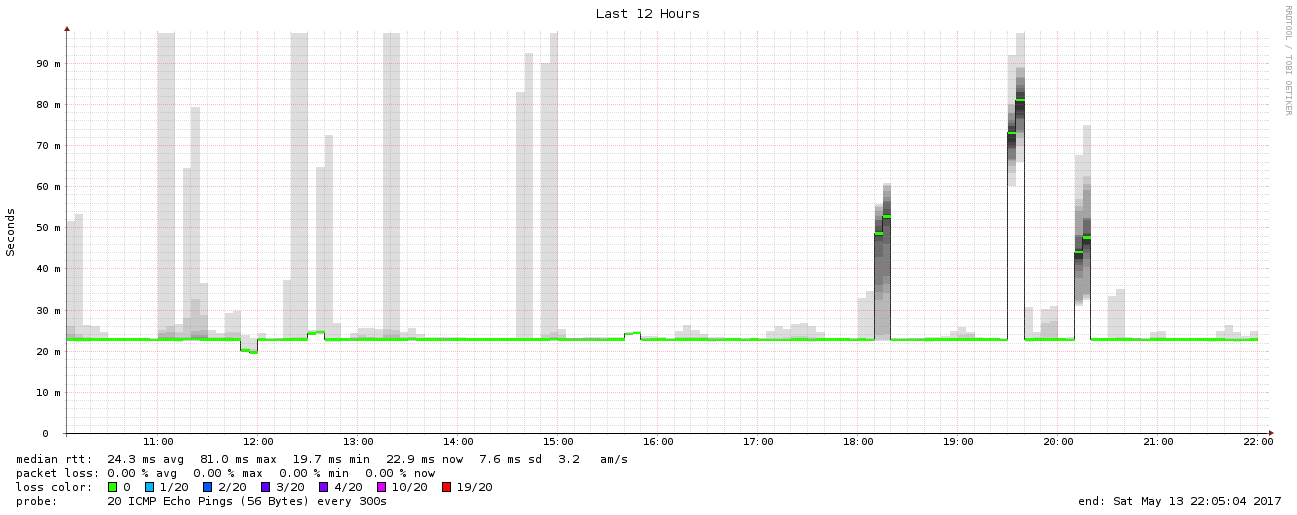 Last 12 Hours
RRDTOOL / TOBI OETIKER
Seconds
90 m
80 m
70 m
60 m
50 m
40 m
30 m
20 m
10 m
0
11:00 12:00 13:00 14:00 15:00 16:00 17:00 18:00 19:00 20:00 21:00 22:00
median rtt: 24.3 ms avg 81.0 ms max 19.7 ms min 22.9 ms now 7.6 ms sd 3.2 am/s
packet loss: 0.00 % avg 0.00 % max 0.00 % min 0.00 % now
loss color: 0 1/20 2/20 3/20 4/20 10/20 19/20
probe: 20 ICMP Echo Pings (56 Bytes) every 300s end: Sat May 13 22:05:04 2017